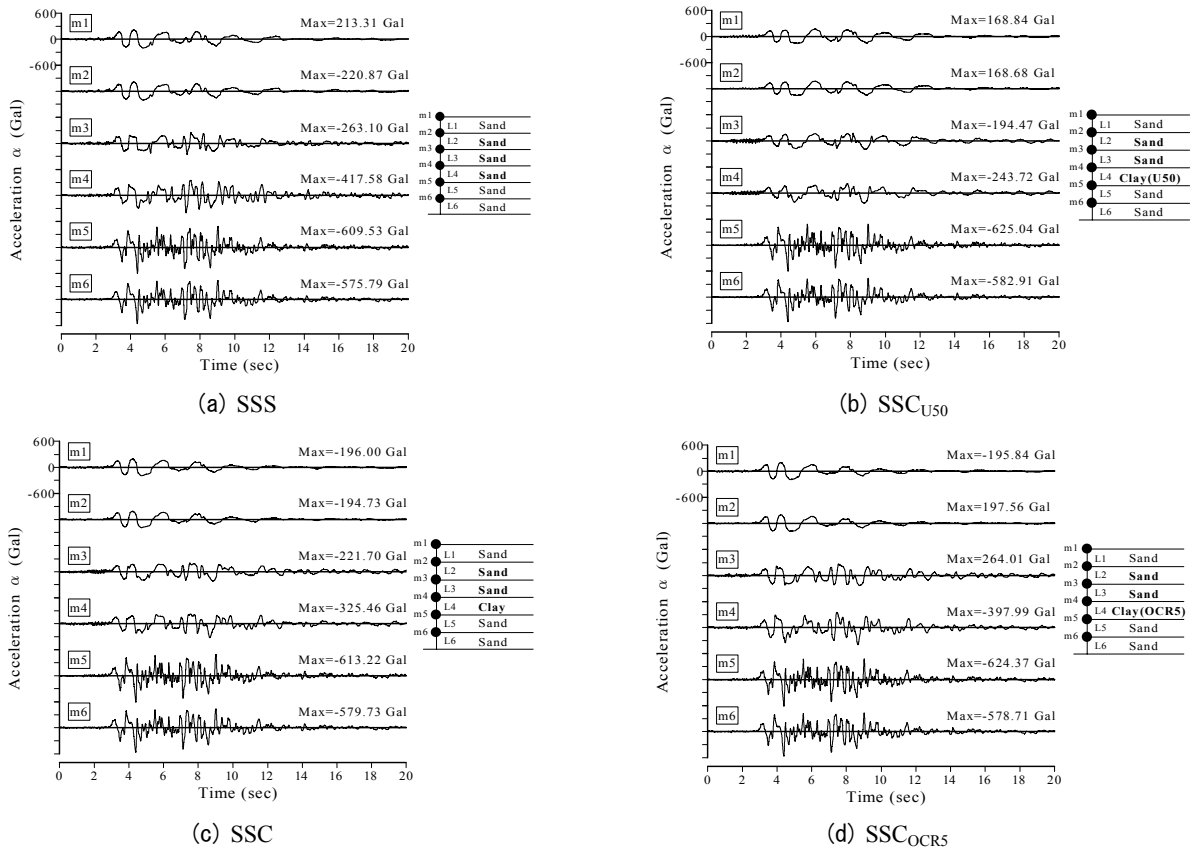 600
0
-600
Acceleration α (Gal)
m1 Max=213.31 Gal
m2 Max=-220.87 Gal
m3 Max=-263.10 Gal
m4 Max=-417.58 Gal
m5 Max=-609.53 Gal
m6 Max=-575.79 Gal
0 2 4 6 8 10 12 14 16 18 20
Time (sec)
m1
L1 Sand
m2
L2 Sand
m3
L3 Sand
m4
L4 Sand
m5
L5 Sand
m6
L6 Sand
(a) SSS
600
0
-600
Acceleration α (Gal)
m1 Max=168.84 Gal
m2 Max=168.68 Gal
m3 Max=-194.47 Gal
m4 Max=-243.72 Gal
m5 Max=-625.04 Gal
m6 Max=-582.91 Gal
0 2 4 6 8 10 12 14 16 18 20
Time (sec)
m1
L1 Sand
m2
L2 Sand
m3
L3 Sand
m4
L4 Clay(U50)
m5
L5 Sand
m6
L6 Sand
(b) SSCU50
600
0
-600
Acceleration α (Gal)
m1 Max=-196.00 Gal
m2 Max=-194.73 Gal
m3 Max=-221.70 Gal
m4 Max=-325.46 Gal
m5 Max=-613.22 Gal
m6 Max=-579.73 Gal
0 2 4 6 8 10 12 14 16 18 20
Time (sec)
m1
L1 Sand
m2
L2 Sand
m3
L3 Sand
m4
L4 Clay
m5
L5 Sand
m6
L6 Sand
(c) SSC
600
0
-600
Acceleration α (Gal)
m1 Max=-195.84 Gal
m2 Max=197.56 Gal
m3 Max=264.01 Gal
m4 Max=-397.99 Gal
m5 Max=-624.37 Gal
m6 Max=-578.71 Gal
0 2 4 6 8 10 12 14 16 18 20
Time (sec)
m1
L1 Sand
m2
L2 Sand
m3
L3 Sand
m4
L4 Clay(OCR5)
m5
L5 Sand
m6
L6 Sand
(d) SSCOCR5